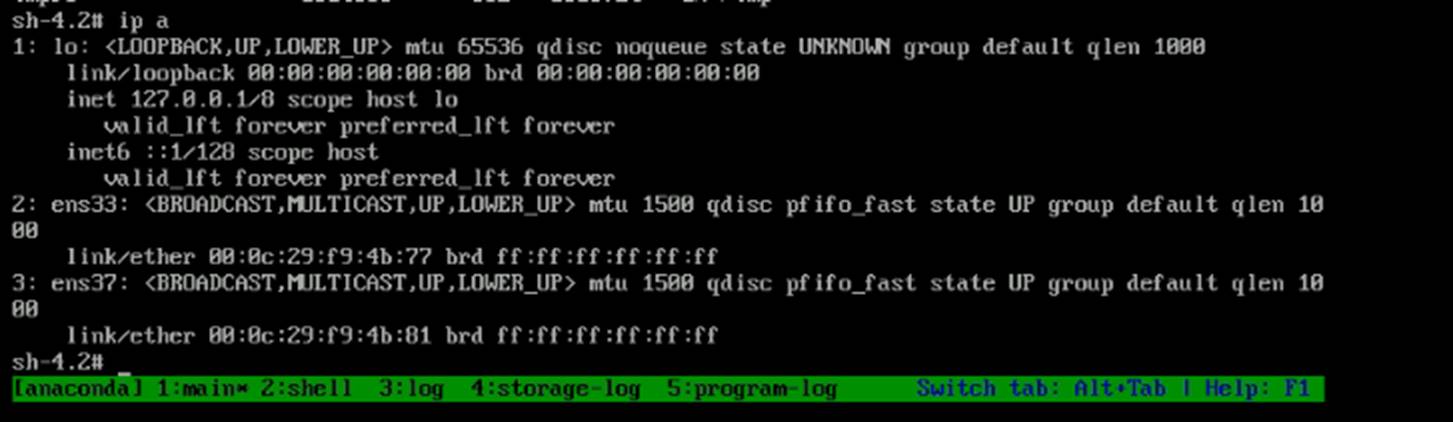 sh-4.2# ip a
1: lo: <LOOPBACK,UP,LOWER_UP> mtu 65536 qdisc noqueue state UNKNOWN group default qlen 1000
    link/loopback 00:00:00:00:00:00 brd 00:00:00:00:00:00
    inet 127.0.0.1/8 scope host lo
       valid_lft forever preferred_lft forever
    inet6 ::1/128 scope host
       valid_lft forever preferred_lft forever
2: ens33: <BROADCAST,MULTICAST,UP,LOWER_UP> mtu 1500 qdisc pfifo_fast state UP group default qlen 10
00
    link/ether 00:0c:29:f9:4b:77 brd ff:ff:ff:ff:ff:ff
3: ens37: <BROADCAST,MULTICAST,UP,LOWER_UP> mtu 1500 qdisc pfifo_fast state UP group default qlen 10
00
    link/ether 00:0c:29:f9:4b:81 brd ff:ff:ff:ff:ff:ff
sh-4.2# _
[anaconda] 1:main* 2:shell  3:log  4:storage-log  5:program-log      Switch tab: Alt+Tab | Help: F1